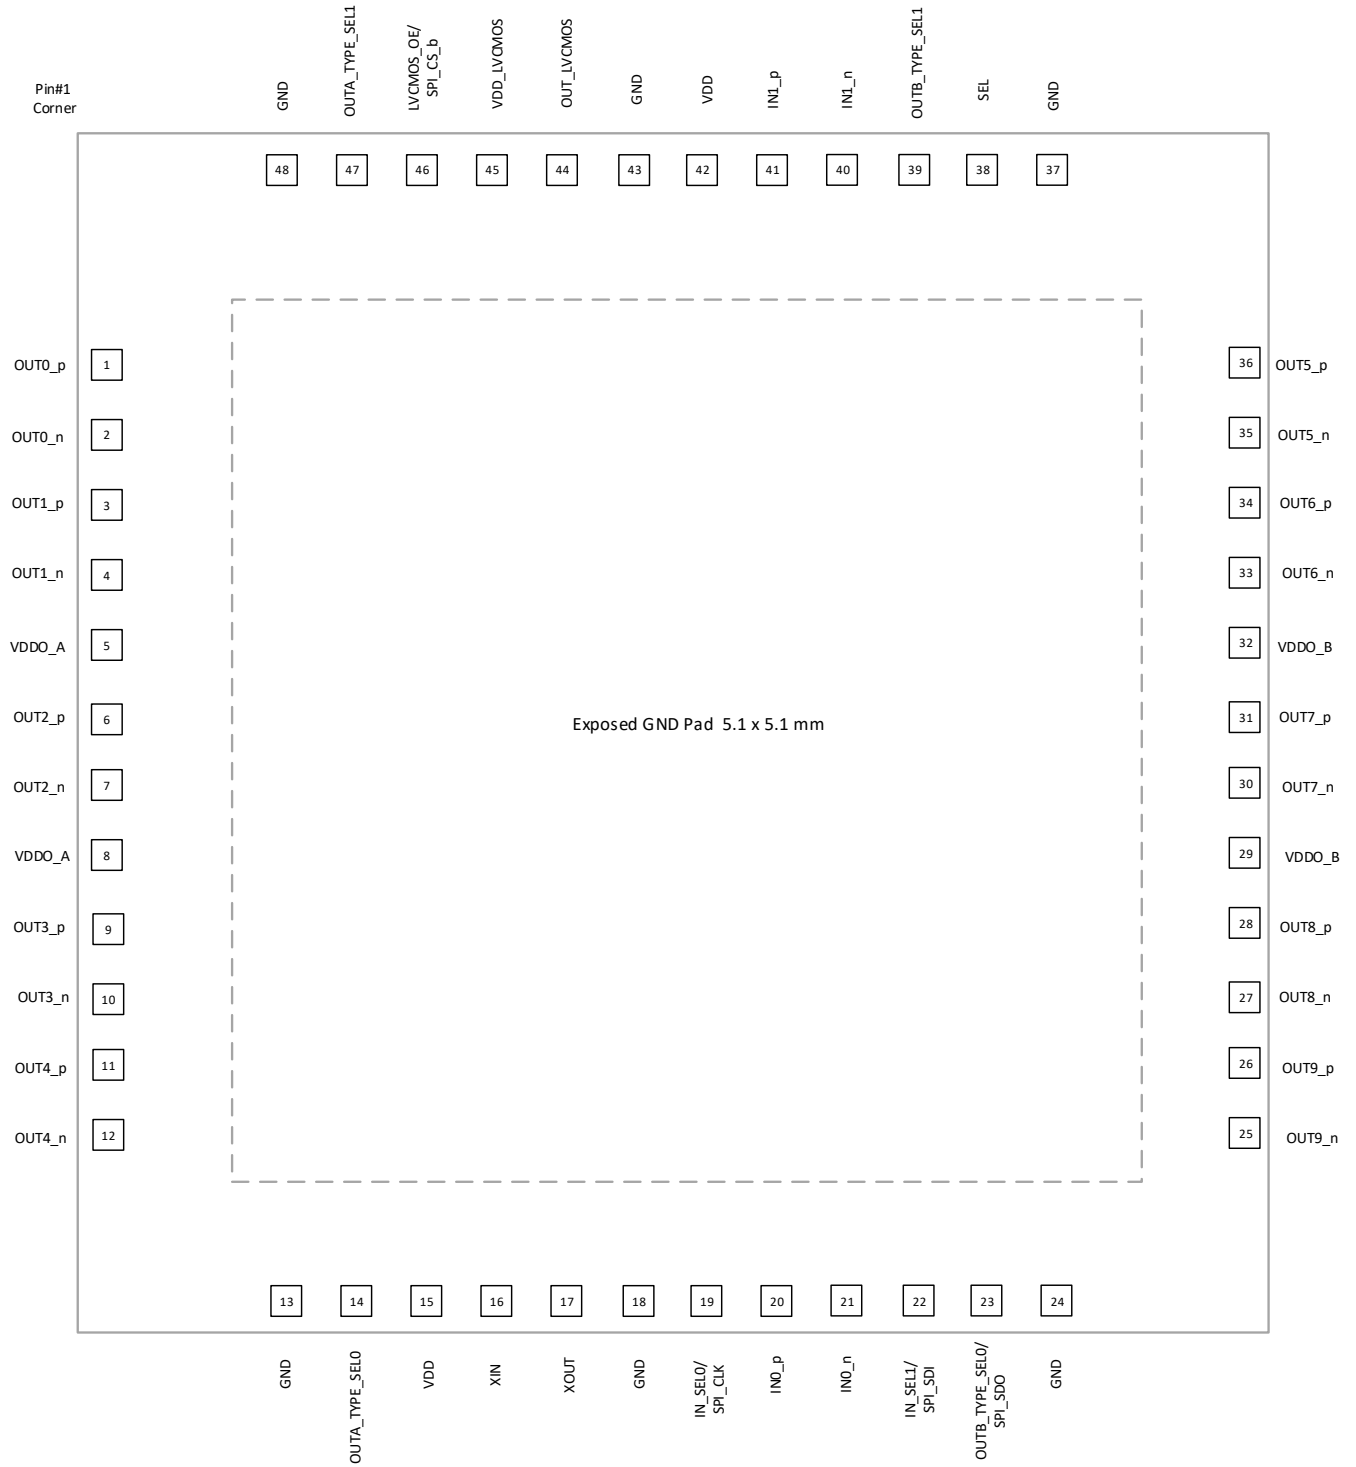 Pin#1
Corner
GND
OUTA_TYPE_SEL1
LVCMOS_OE/
SPI_CS_b
VDD_LVCMOS
OUT_LVCMOS
GND
VDD
IN1_p
IN1_n
OUTB_TYPE_SEL1
SEL
GND
48
47
46
45
44
43
42
41
40
39
38
37
OUT0_p
1
36
OUT5_p
OUT0_n
2
35
OUT5_n
OUT1_p
3
34
OUT6_p
OUT1_n
4
33
OUT6_n
VDDO_A
5
32
VDDO_B
OUT2_p
6
31
OUT7_p
Exposed GND Pad 5.1 x 5.1 mm
OUT2_n
7
30
OUT7_n
VDDO_A
8
29
VDDO_B
OUT3_p
9
28
OUT8_p
OUT3_n
10
27
OUT8_n
OUT4_p
11
26
OUT9_p
OUT4_n
12
25
OUT9_n
13
14
15
16
17
18
19
20
21
22
23
24
GND
OUTA_TYPE_SEL0
VDD
XIN
XOUT
GND
IN_SEL0/
SPI_CLK
IN0_p
IN0_n
IN_SEL1/
SPI_SDI
OUTB_TYPE_SEL0/
SPI_SDO
GND